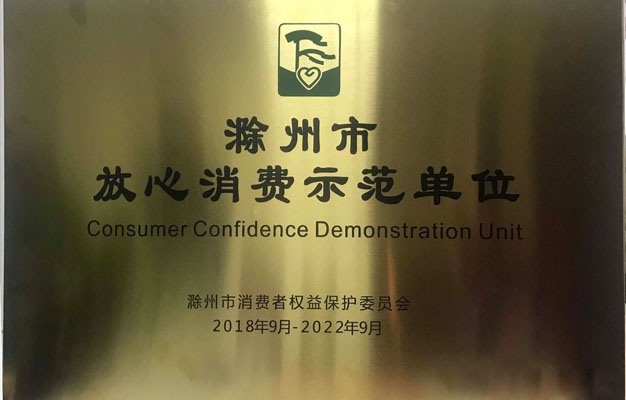 滁州市
放心消费示范单位
Consumer Confidence Demonstration Unit
滁州市消费者权益保护委员会
2018年9月-2022年9月